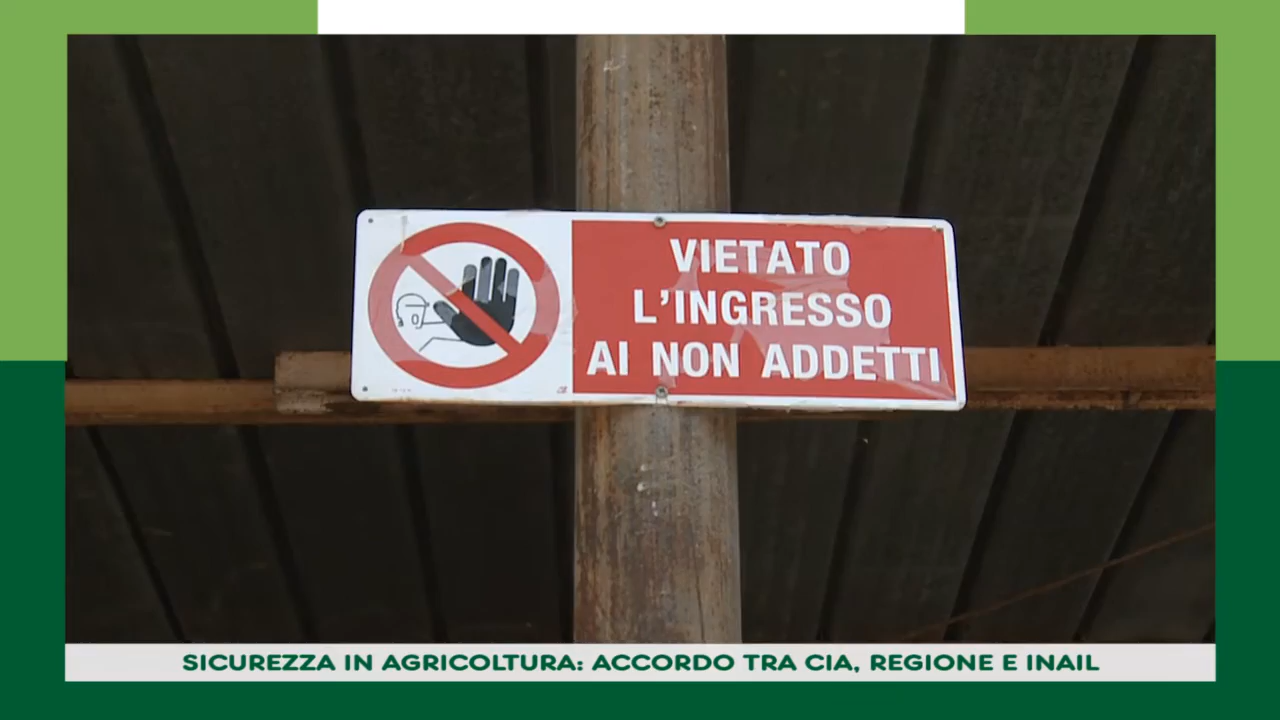 VIETATO
L'INGRESSO
AI NON ADDETTI
SICUREZZA IN AGRICOLTURA: ACCORDO TRA CIA, REGIONE E INAIL